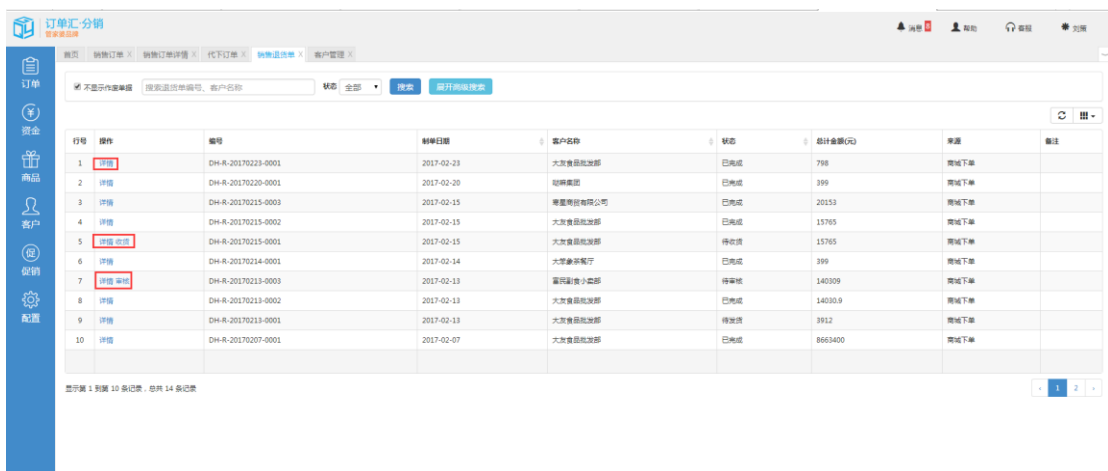 订单汇·分销
管家婆品牌
消息
帮助
客服
刘策
首页 销售订单 X 销售订单详情 X 代下订单 X 销售退货单 X 客户管理 X
订单
资金
商品
客户
促
促销
配置
不显示作废单据 搜索退货单编号、客户名称 状态 全部 搜索 展开高级搜索
行号 操作 编号 制单日期 客户名称 状态 总计金额(元) 来源 备注
1 详情 DH-R-20170223-0001 2017-02-23 大友食品批发部 已完成 798 商城下单
2 详情 DH-R-20170220-0001 2017-02-20 集团 已完成 399 商城下单
3 详情 DH-R-20170215-0003 2017-02-15 商贸有限公司 已完成 20153 商城下单
4 详情 DH-R-20170215-0002 2017-02-15 大友食品批发部 已完成 15765 商城下单
5 详情 收货 DH-R-20170215-0001 2017-02-15 大友食品批发部 待收货 15765 商城下单
6 详情 DH-R-20170214-0001 2017-02-14 大笨象茶餐厅 已完成 399 商城下单
7 详情 审核 DH-R-20170213-0003 2017-02-13 富民副食小卖部 待审核 140309 商城下单
8 详情 DH-R-20170213-0002 2017-02-13 大友食品批发部 已完成 14030.9 商城下单
9 详情 DH-R-20170213-0001 2017-02-13 大友食品批发部 待发货 3912 商城下单
10 详情 DH-R-20170207-0001 2017-02-07 大友食品批发部 已完成 8663400 商城下单
显示第 1 到第 10 条记录，总共 14 条记录
‹ 1 2 ›